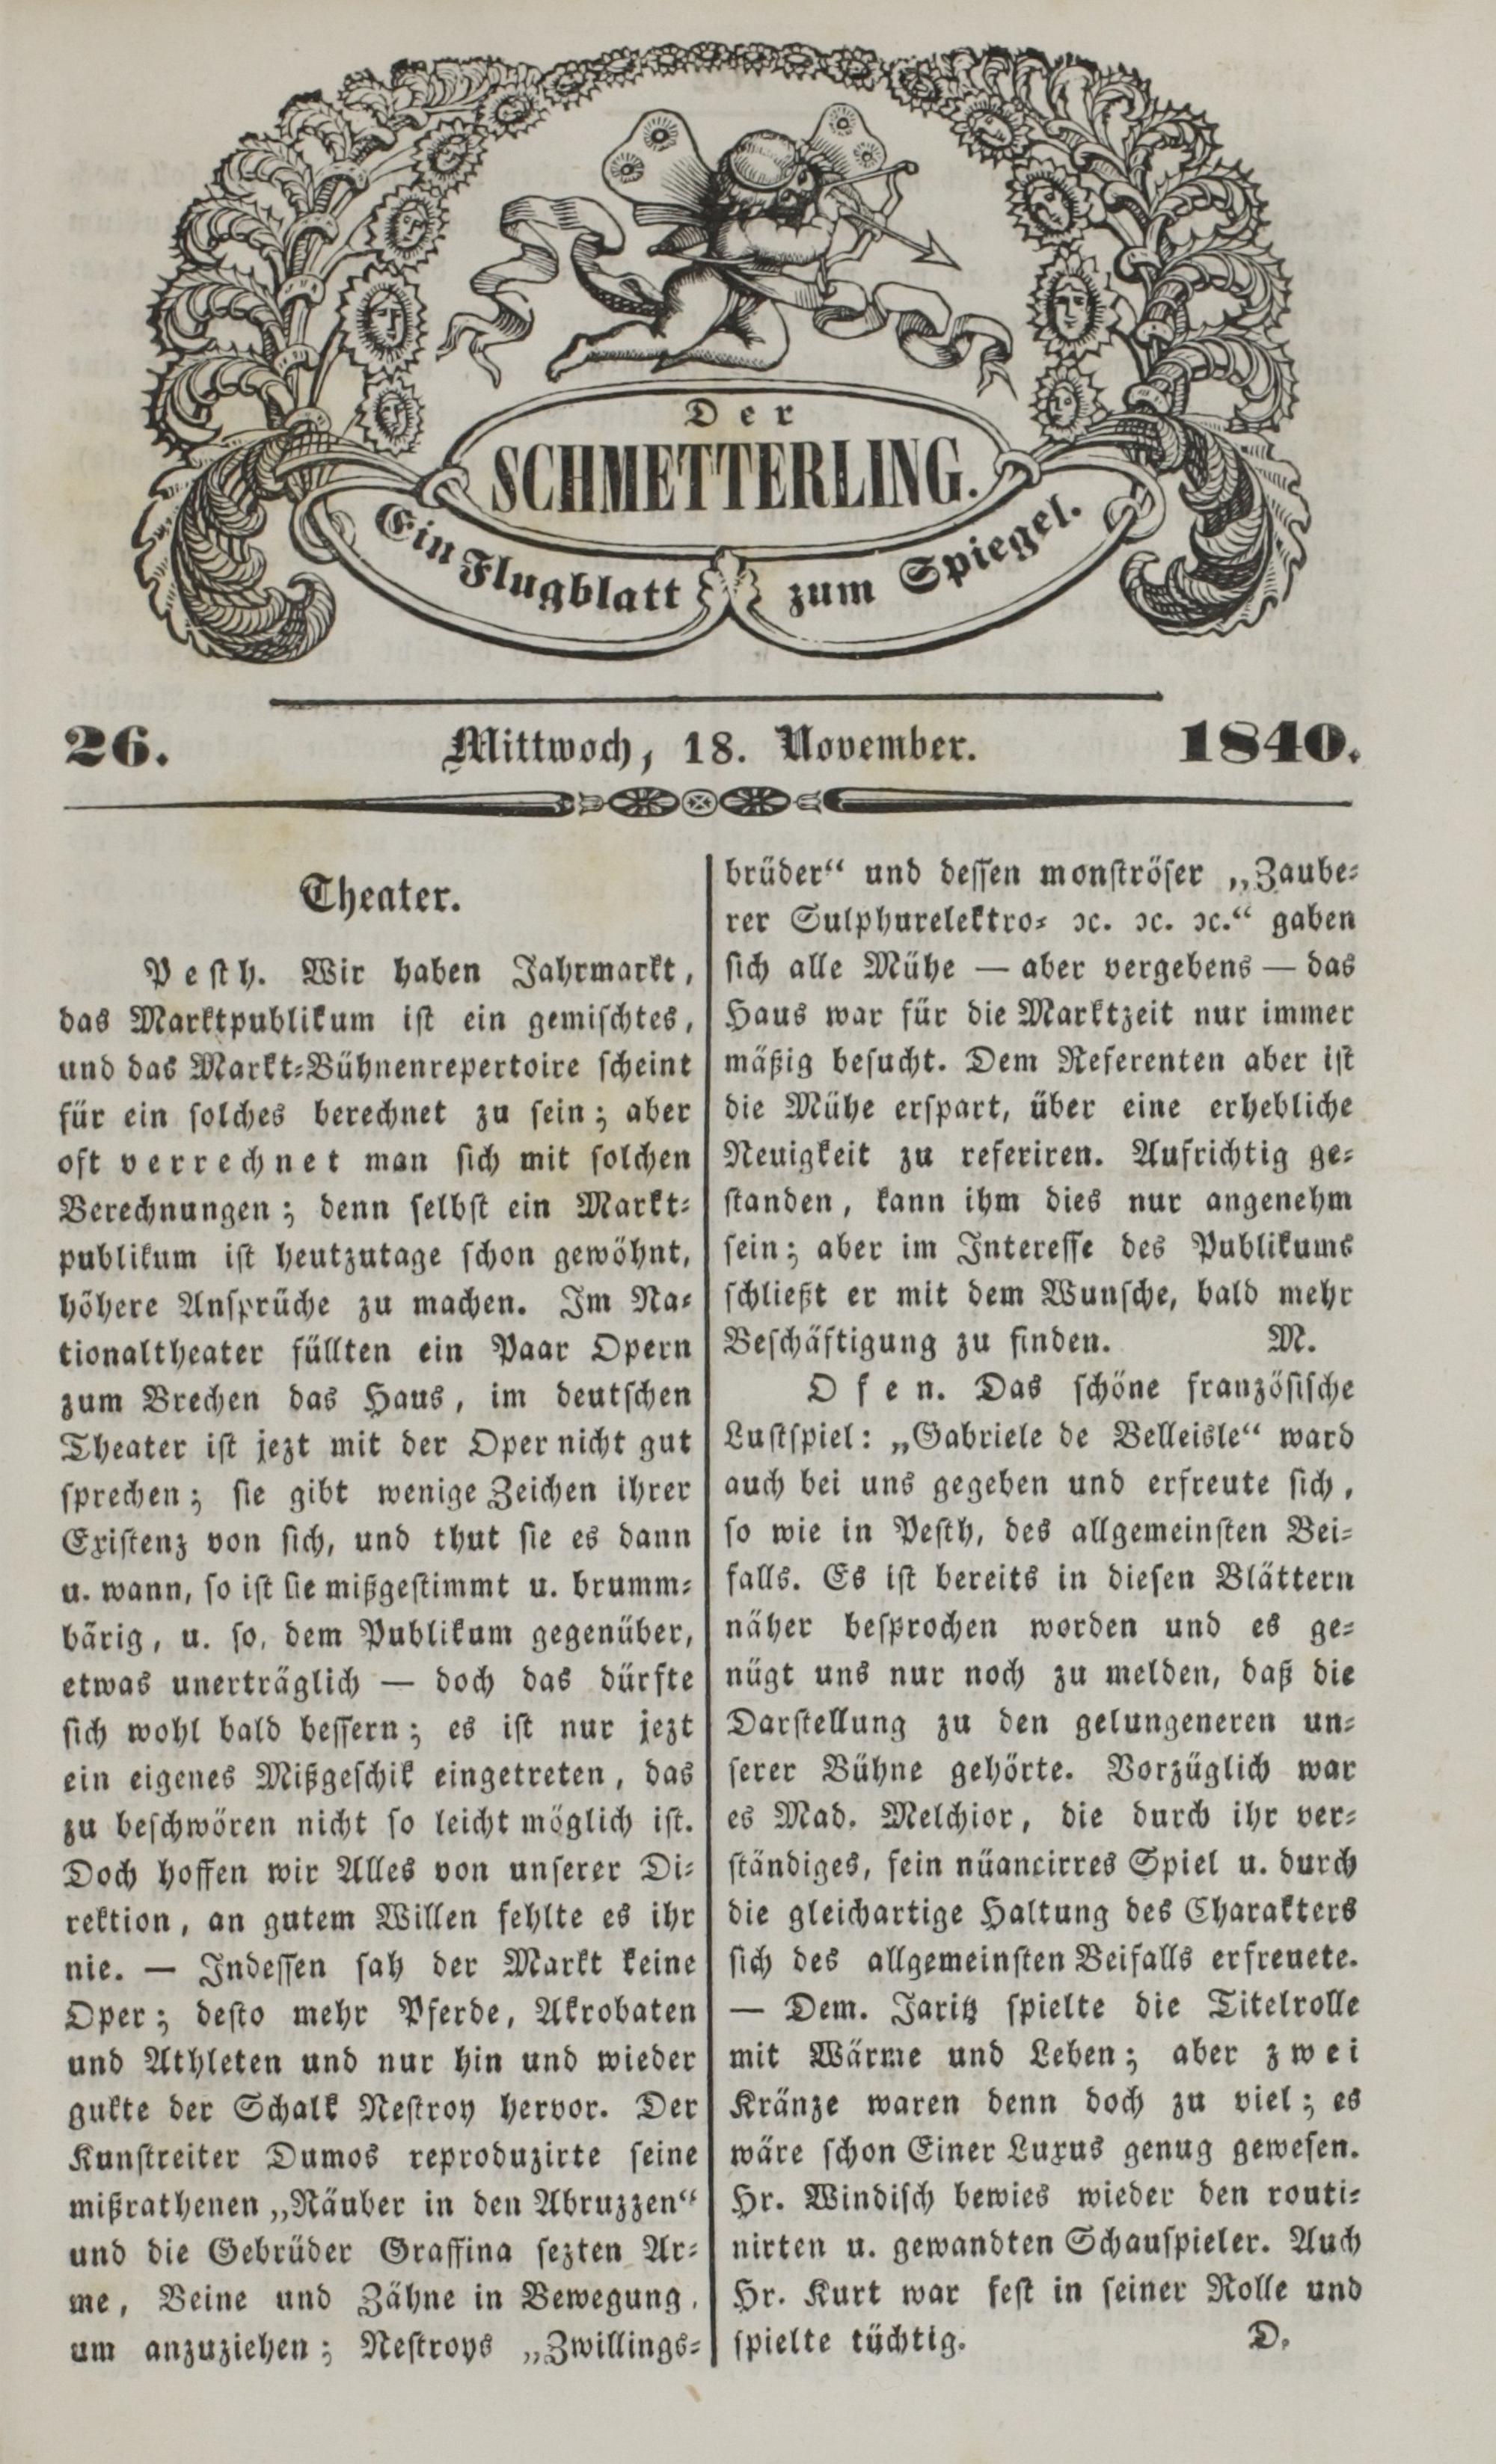 Der
SCHMETTERLING.
Ein Flugblatt zum Spiegel.
26. Mittwoch, 18. November. 1840.
Theater.
Pesth. Wir haben Jahrmarkt,
das Marktpublikum ist ein gemischtes,
und das Markt-Bühnenrepertoire scheint
für ein solches berechnet zu sein; aber
oft verrechnet man sich mit solchen
Berechnungen; denn selbst ein Markt-
publikum ist heutzutage schon gewöhnt,
höhere Ansprüche zu machen. Im Na-
tionaltheater füllten ein Paar Opern
zum Brechen das Haus, im deutschen
Theater ist jezt mit der Oper nicht gut
sprechen; sie gibt wenige Zeichen ihrer
Existenz von sich, und thut sie es dann
u. wann, so ist sie mißgestimmt u. brumm-
bärig, u. so, dem Publikum gegenüber,
etwas unerträglich — doch das dürfte
sich wohl bald bessern; es ist nur jezt
ein eigenes Mißgeschik eingetreten, das
zu beschwören nicht so leicht möglich ist.
Doch hoffen wir Alles von unserer Di-
rektion, an gutem Willen fehlte es ihr
nie. — Indessen sah der Markt keine
Oper; desto mehr Pferde, Akrobaten
und Athleten und nur hin und wieder
gukte der Schalk Nestroy hervor. Der
Kunstreiter Dumos reproduzirte seine
mißrathenen „Räuber in den Abruzzen“
und die Gebrüder Graffina sezten Ar-
me, Beine und Zähne in Bewegung,
um anzuziehen; Nestroys „Zwillings-
brüder“ und dessen monströser „Zaube-
rer Sulphurelektro- ꝛc. ꝛc. ꝛc.“ gaben
sich alle Mühe — aber vergebens — das
Haus war für die Marktzeit nur immer
mäßig besucht. Dem Referenten aber ist
die Mühe erspart, über eine erhebliche
Neuigkeit zu referiren. Aufrichtig ge-
standen, kann ihm dies nur angenehm
sein; aber im Interesse des Publikums
schließt er mit dem Wunsche, bald mehr
Beschäftigung zu finden. M.
Ofen. Das schöne französische
Lustspiel: „Gabriele de Belleisle“ ward
auch bei uns gegeben und erfreute sich,
so wie in Pesth, des allgemeinsten Bei-
falls. Es ist bereits in diesen Blättern
näher besprochen worden und es ge-
nügt uns nur noch zu melden, daß die
Darstellung zu den gelungeneren un-
serer Bühne gehörte. Vorzüglich war
es Mad. Melchior, die durch ihr ver-
ständiges, fein nüancirres Spiel u. durch
die gleichartige Haltung des Charakters
sich des allgemeinsten Beifalls erfreuete.
— Dem. Jaritz spielte die Titelrolle
mit Wärme und Leben; aber zwei
Kränze waren denn doch zu viel; es
wäre schon Einer Luxus genug gewesen.
Hr. Windisch bewies wieder den routi-
nirten u. gewandten Schauspieler. Auch
Hr. Kurt war fest in seiner Rolle und
spielte tüchtig. D.